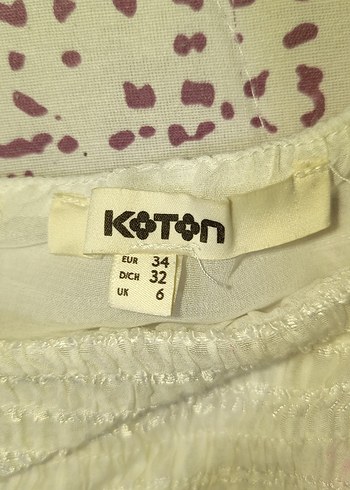 KOTON
EUR 34
D/CH 32
UK 6